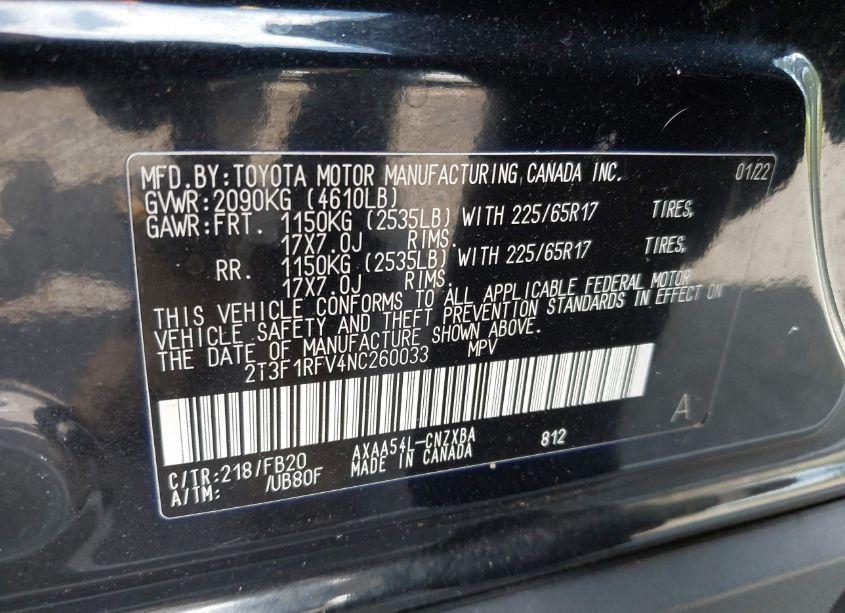 MFD.BY:TOYOTA MOTOR MANUFACTURING CANADA INC. 01/22
GVWR:2090KG (4610LB)
GAWR:FRT. 1150KG (2535LB) WITH 225/65R17 TIRES,
17X7.0J RIMS.
RR. 1150KG (2535LB) WITH 225/65R17 TIRES,
17X7.0J RIMS.
THIS VEHICLE CONFORMS TO ALL APPLICABLE FEDERAL MOTOR
VEHICLE SAFETY AND THEFT PREVENTION STANDARDS IN EFFECT ON
THE DATE OF MANUFACTURE SHOWN ABOVE.
2T3F1RFV4NC260033 MPV
A
C/TR:218/FB20 AXAA54L-CNZXBA 812
A/TM: /UB80F MADE IN CANADA